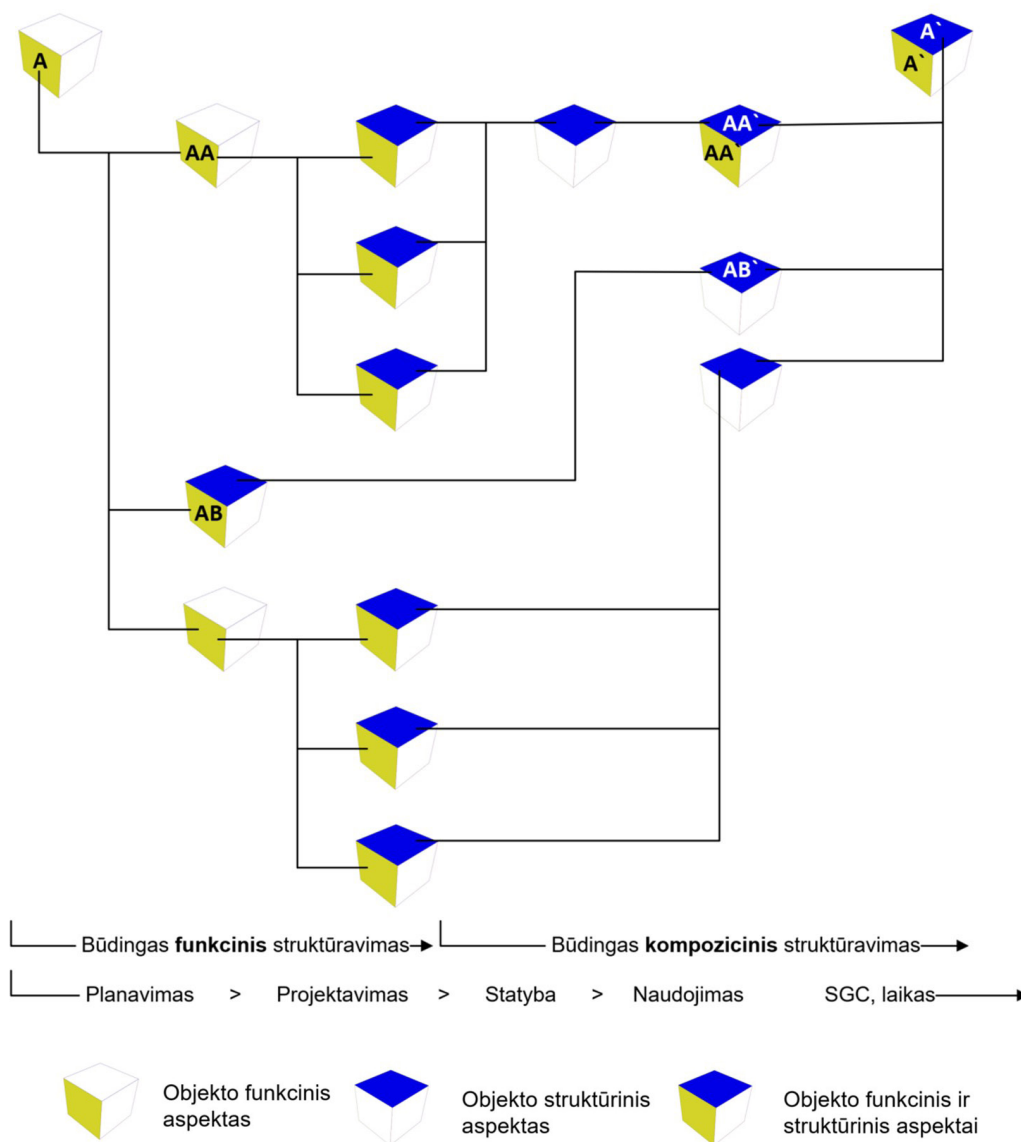 A
A`
A`
AA
AA`
AA`
AB`
AB
Būdingas funkcinis struktūravimas
Būdingas kompozicinis struktūravimas
Planavimas > Projektavimas > Statyba > Naudojimas SGC, laikas
Objekto funkcinis
aspektas
Objekto struktūrinis
aspektas
Objekto funkcinis ir
struktūrinis aspektai